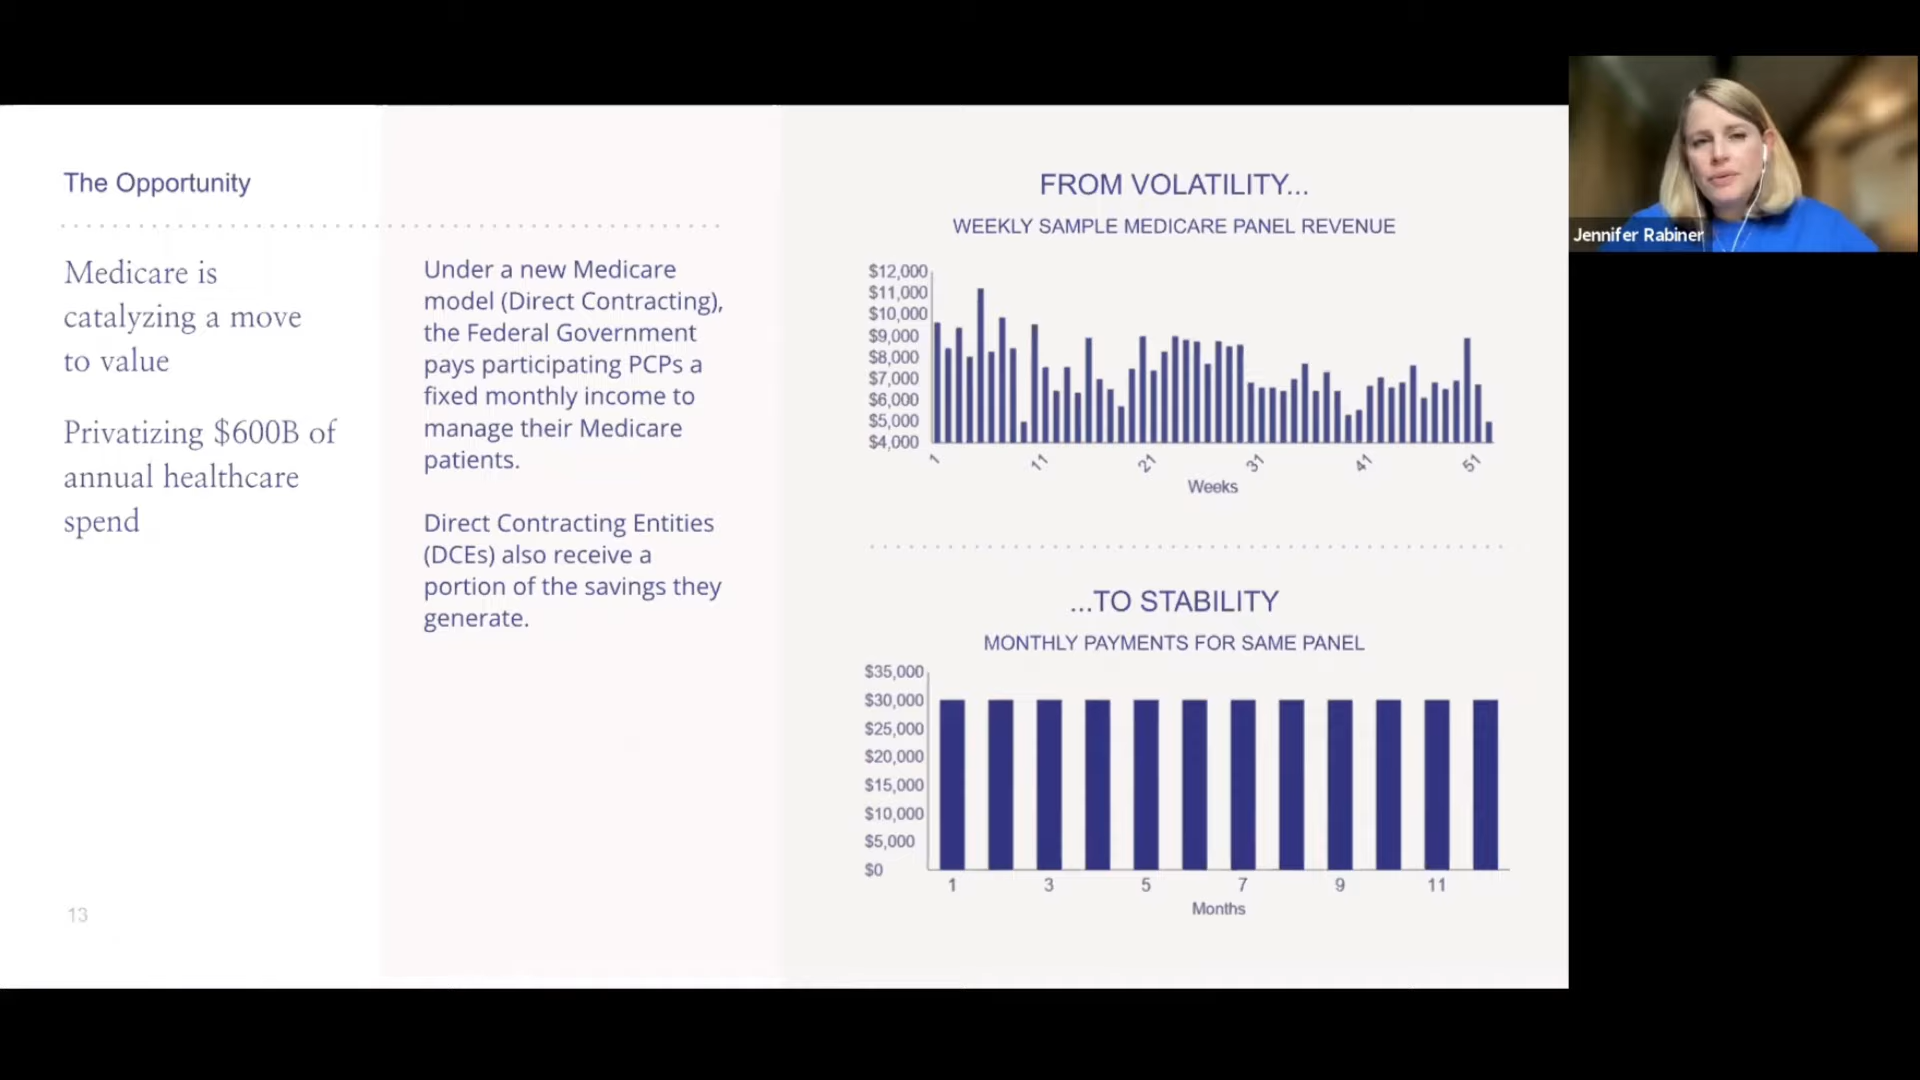 The Opportunity
Medicare is
catalyzing a move
to value
Privatizing $600B of
annual healthcare
spend
13
Under a new Medicare
model (Direct Contracting),
the Federal Government
pays participating PCPs a
fixed monthly income to
manage their Medicare
patients.
Direct Contracting Entities
(DCEs) also receive a
portion of the savings they
generate.
FROM VOLATILITY...
WEEKLY SAMPLE MEDICARE PANEL REVENUE
$12,000
$11,000
$10,000
$9,000
$8,000
$7,000
$6,000
$5,000
$4,000
1 11 21 31 41 51
Weeks
...TO STABILITY
MONTHLY PAYMENTS FOR SAME PANEL
$35,000
$30,000
$25,000
$20,000
$15,000
$10,000
$5,000
$0
1 3 5 7 9 11
Months
Jennifer Rabiner